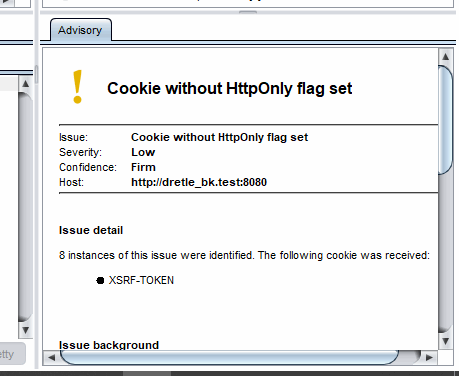 Advisory
Cookie without HttpOnly flag set
Issue: Cookie without HttpOnly flag set
Severity: Low
Confidence: Firm
Host: http://dretle_bk.test:8080
Issue detail
8 instances of this issue were identified. The following cookie was received:
XSRF-TOKEN
Issue background
etty